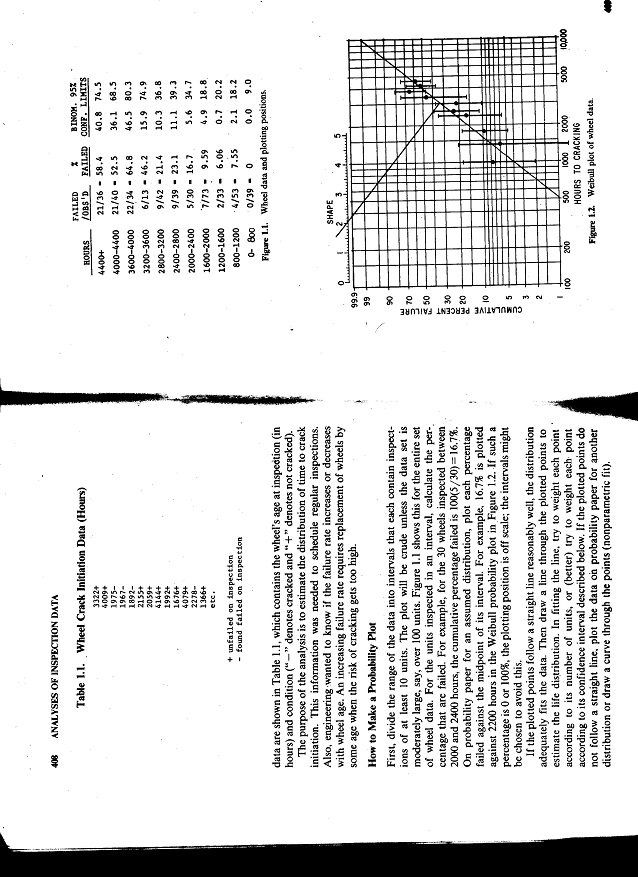 408 ANALYSES OF INSPECTION DATA
Table 1.1. Wheel Crack Initiation Data (Hours)
3322+
4009+
1975-
1967-
1892-
2155+
2059+
4144+
1992+
1676+
4079+
2278-
1366+
etc.
+ unfailed on inspection
- found failed on inspection
data are shown in Table 1.1, which contains the wheel's age at inspection (in
hours) and condition ("−" denotes cracked and "+" denotes not cracked).
The purpose of the analysis is to estimate the distribution of time to crack
initiation. This information was needed to schedule regular inspections.
Also, engineering wanted to know if the failure rate increases or decreases
with wheel age. An increasing failure rate requires replacement of wheels by
some age when the risk of cracking gets too high.
How to Make a Probability Plot
First, divide the range of the data into intervals that each contain inspect-
ions of at least 10 units. The plot will be crude unless the data set is
moderately large, say, over 100 units. Figure 1.1 shows this for the entire set
of wheel data. For the units inspected in an interval, calculate the per-
centage that are failed. For example, for the 30 wheels inspected between
2000 and 2400 hours, the cumulative percentage failed is 100(5/30)=16.7%.
On probability paper for an assumed distribution, plot each percentage
failed against the midpoint of its interval. For example, 16.7% is plotted
against 2200 hours in the Weibull probability plot in Figure 1.2. If such a
percentage is 0 or 100%, the plotting position is off scale; the intervals might
be chosen to avoid this.
If the plotted points follow a straight line reasonably well, the distribution
adequately fits the data. Then draw a line through the plotted points to
estimate the life distribution. In fitting the line, try to weight each point
according to its number of units, or (better) try to weight each point
according to its confidence interval described below. If the plotted points do
not follow a straight line, plot the data on probability paper for another
distribution or draw a curve through the points (nonparametric fit).
HOURS FAILED /OBS'D % FAILED BINOM. 95% CONF. LIMITS
4400+ 21/36 = 58.4 40.8 74.5
4000-4400 21/40 = 52.5 36.1 68.5
3600-4000 22/34 = 64.8 46.5 80.3
3200-3600 6/13 = 46.2 15.9 74.9
2800-3200 9/42 = 21.4 10.3 36.8
2400-2800 9/39 = 23.1 11.1 39.3
2000-2400 5/30 = 16.7 5.6 34.7
1600-2000 7/73 = 9.59 4.9 18.8
1200-1600 2/33 = 6.06 0.7 20.2
800-1200 4/53 = 7.55 2.1 18.2
0- 800 0/39 = 0 0.0 9.0
Figure 1.1. Wheel data and plotting positions.
SHAPE
0 1 2 3 4 5
99.9
99
90
70
50
30
20
10
5
3
2
1
CUMULATIVE PERCENT FAILURE
100 200 500 1000 2000 5000 10,000
HOURS TO CRACKING
Figure 1.2. Weibull plot of wheel data.
409